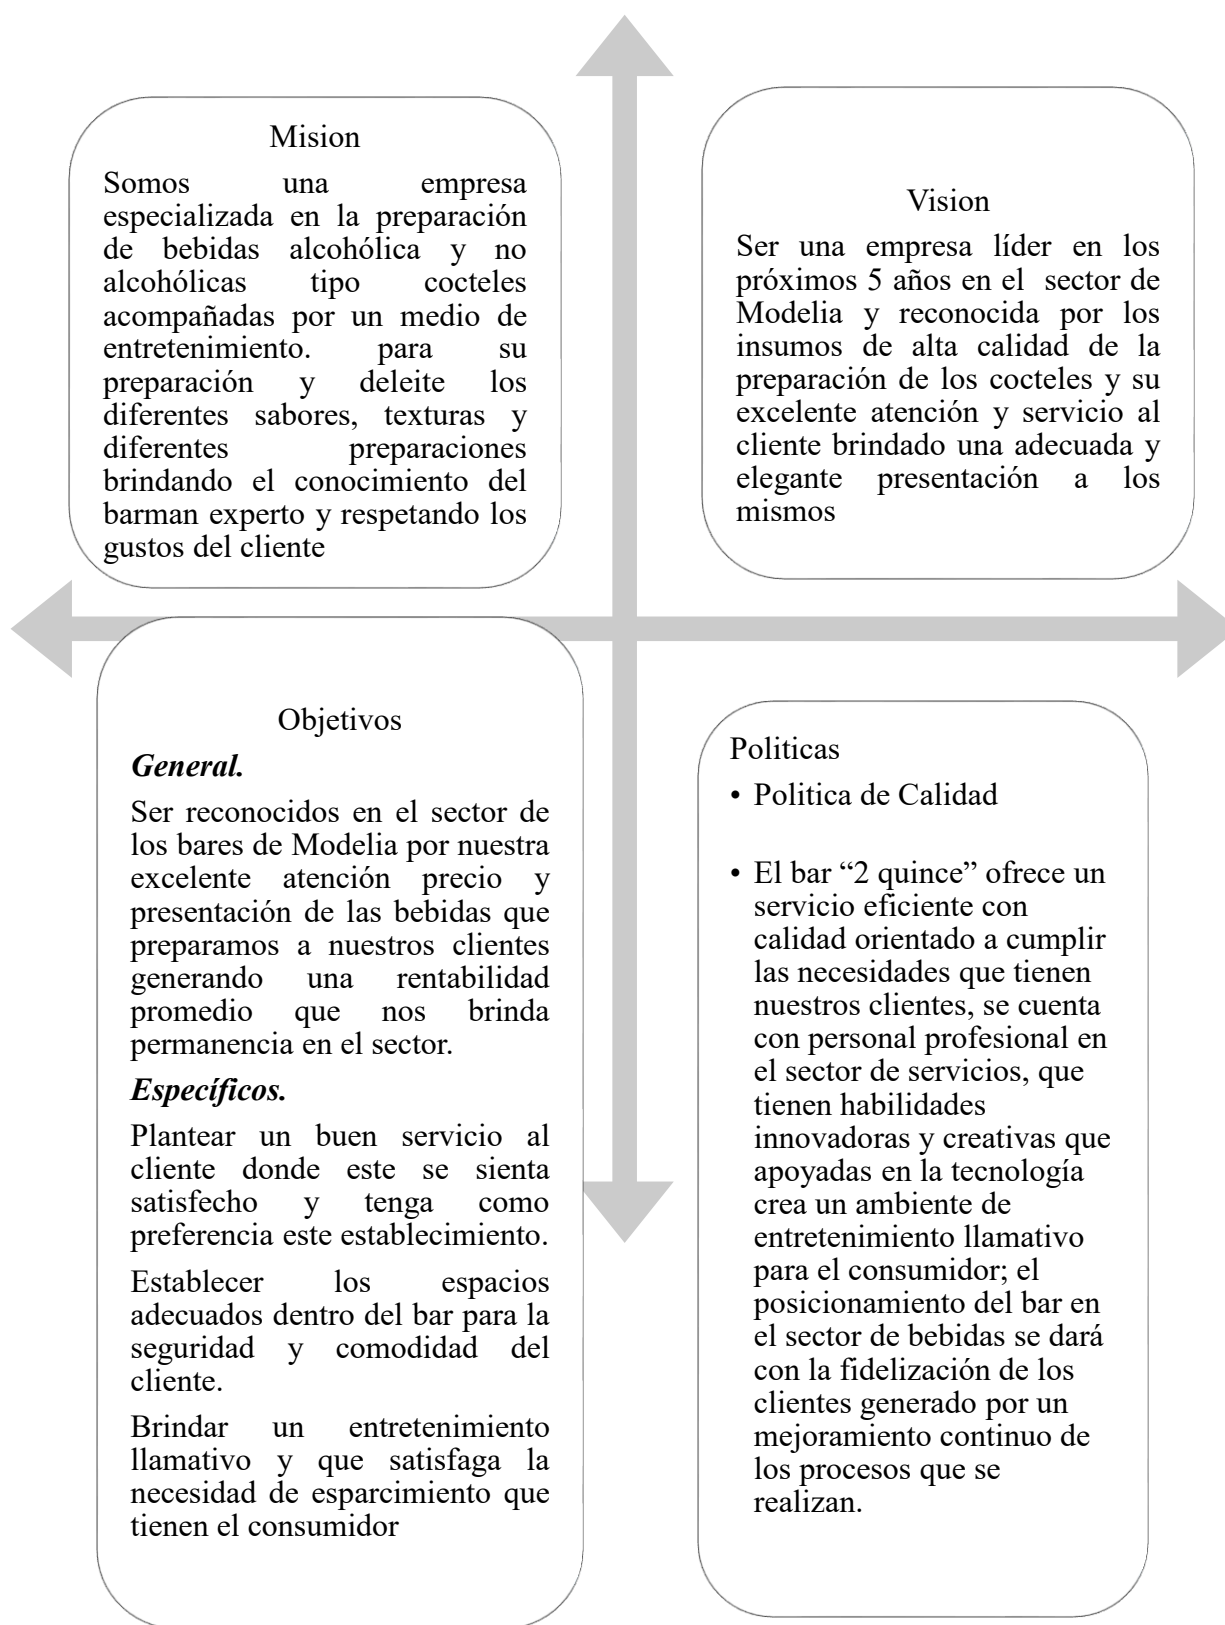 Mision
Somos una empresa
especializada en la preparación
de bebidas alcohólica y no
alcohólicas tipo cocteles
acompañadas por un medio de
entretenimiento. para su
preparación y deleite los
diferentes sabores, texturas y
diferentes preparaciones
brindando el conocimiento del
barman experto y respetando los
gustos del cliente
Vision
Ser una empresa líder en los
próximos 5 años en el sector de
Modelia y reconocida por los
insumos de alta calidad de la
preparación de los cocteles y su
excelente atención y servicio al
cliente brindado una adecuada y
elegante presentación a los
mismos
Objetivos
General.
Ser reconocidos en el sector de
los bares de Modelia por nuestra
excelente atención precio y
presentación de las bebidas que
preparamos a nuestros clientes
generando una rentabilidad
promedio que nos brinda
permanencia en el sector.
Específicos.
Plantear un buen servicio al
cliente donde este se sienta
satisfecho y tenga como
preferencia este establecimiento.
Establecer los espacios
adecuados dentro del bar para la
seguridad y comodidad del
cliente.
Brindar un entretenimiento
llamativo y que satisfaga la
necesidad de esparcimiento que
tienen el consumidor
Politicas
• Politica de Calidad
• El bar “2 quince” ofrece un
servicio eficiente con
calidad orientado a cumplir
las necesidades que tienen
nuestros clientes, se cuenta
con personal profesional en
el sector de servicios, que
tienen habilidades
innovadoras y creativas que
apoyadas en la tecnología
crea un ambiente de
entretenimiento llamativo
para el consumidor; el
posicionamiento del bar en
el sector de bebidas se dará
con la fidelización de los
clientes generado por un
mejoramiento continuo de
los procesos que se
realizan.